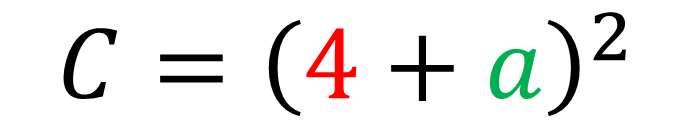 C = (4 + a)²